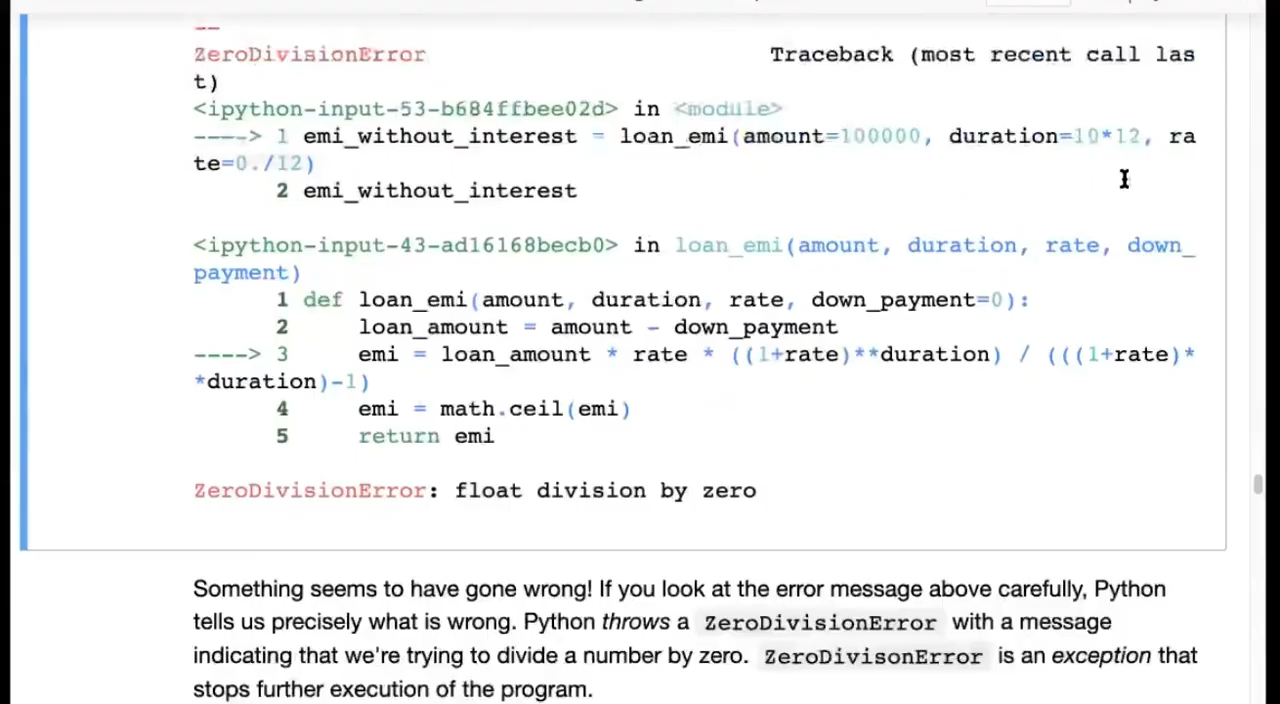 --
ZeroDivisionError                         Traceback (most recent call las
t)
<ipython-input-53-b684ffbee02d> in <module>
----> 1 emi_without_interest = loan_emi(amount=100000, duration=10*12, ra
te=0./12)
      2 emi_without_interest

<ipython-input-43-ad16168becb0> in loan_emi(amount, duration, rate, down_
payment)
      1 def loan_emi(amount, duration, rate, down_payment=0):
      2     loan_amount = amount - down_payment
----> 3     emi = loan_amount * rate * ((1+rate)**duration) / (((1+rate)*
*duration)-1)
      4     emi = math.ceil(emi)
      5     return emi

ZeroDivisionError: float division by zero

Something seems to have gone wrong! If you look at the error message above carefully, Python
tells us precisely what is wrong. Python throws a ZeroDivisionError with a message
indicating that we're trying to divide a number by zero. ZeroDivisonError is an exception that
stops further execution of the program.